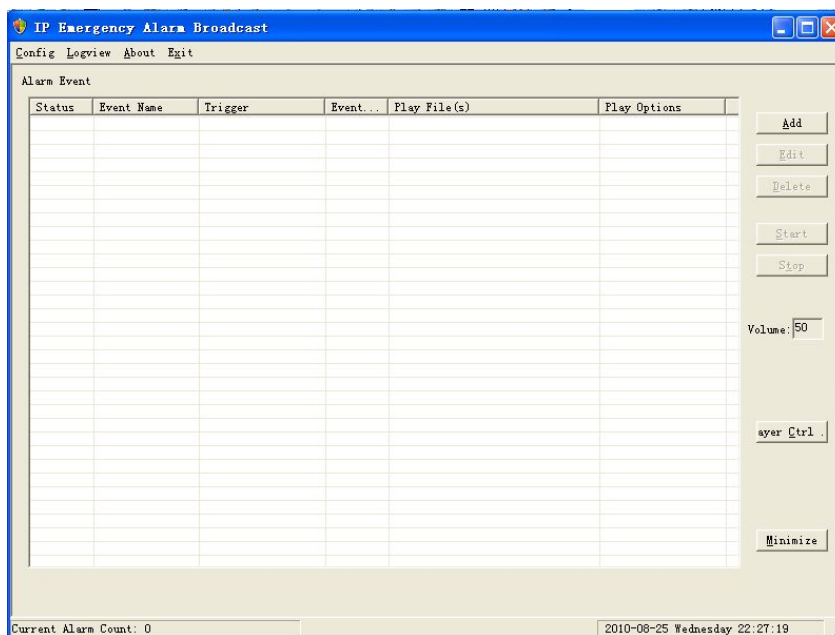 IP Emergency Alarm Broadcast
Config Logview About Exit
Alarm Event
Status Event Name Trigger Event... Play File(s) Play Options
Add
Edit
Delete
Start
Stop
Volume: 50
ayer Ctrl .
Minimize
Current Alarm Count: 0 2010-08-25 Wednesday 22:27:19